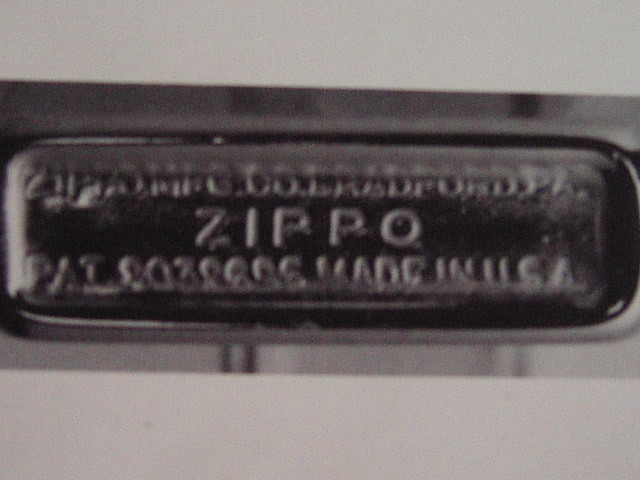 ZIPPO MFG. CO. BRADFORD, PA.
ZIPPO
PAT. 2032695 MADE IN U.S.A.